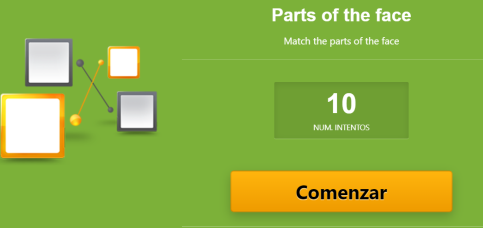 Parts of the face
Match the parts of the face
10
NUM. INTENTOS
Comenzar